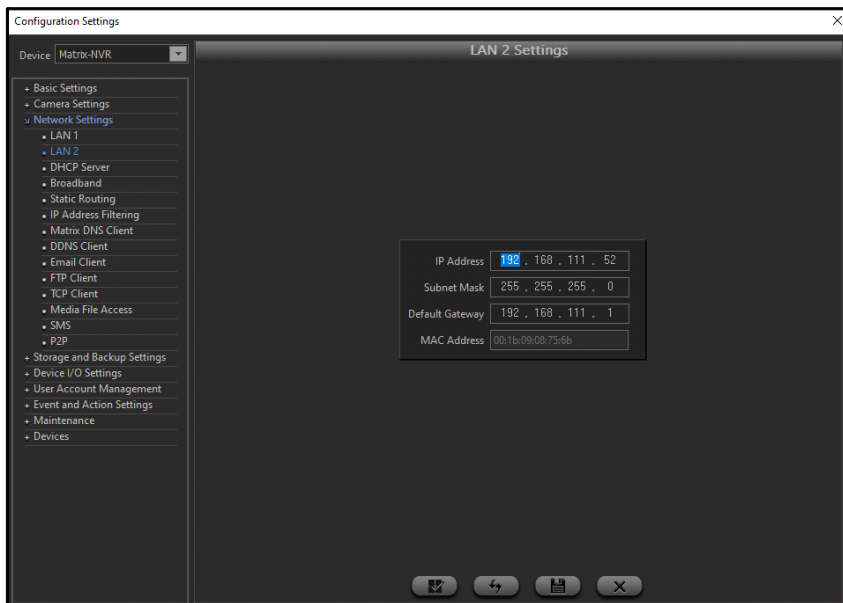 Configuration Settings
Device Matrix-NVR
LAN 2 Settings
+ Basic Settings
+ Camera Settings
Network Settings
LAN 1
LAN 2
DHCP Server
Broadband
Static Routing
IP Address Filtering
Matrix DNS Client
DDNS Client
Email Client
FTP Client
TCP Client
Media File Access
SMS
P2P
+ Storage and Backup Settings
+ Device I/O Settings
+ User Account Management
+ Event and Action Settings
+ Maintenance
+ Devices
IP Address 192 . 168 . 111 . 52
Subnet Mask 255 . 255 . 255 . 0
Default Gateway 192 . 168 . 111 . 1
MAC Address 00:1b:09:08:75:6b